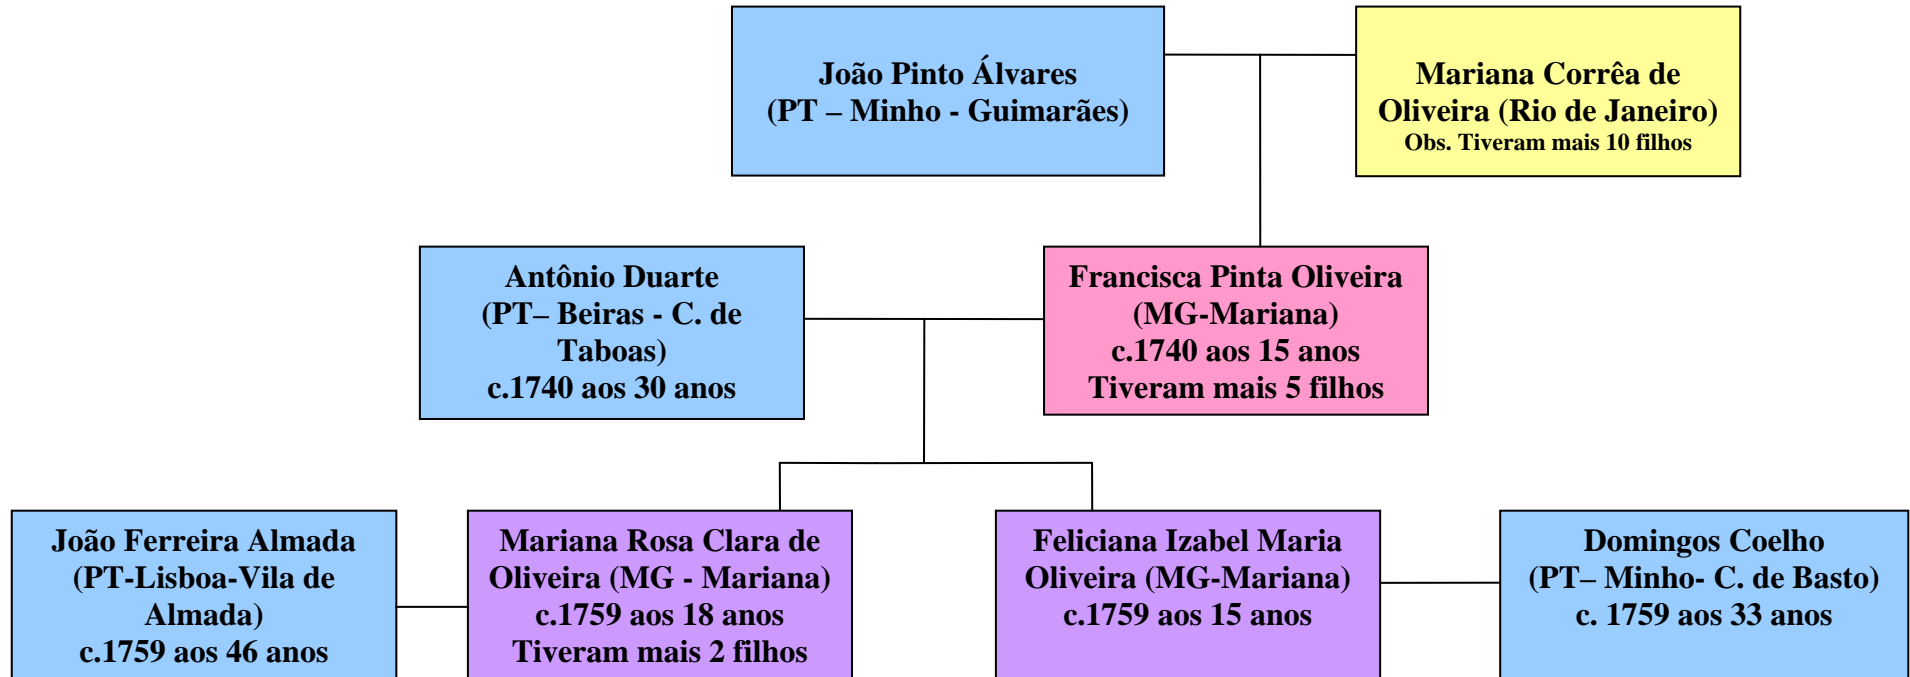 João Pinto Álvares
(PT – Minho - Guimarães)
Mariana Corrêa de
Oliveira (Rio de Janeiro)
Obs. Tiveram mais 10 filhos
Antônio Duarte
(PT– Beiras - C. de
Taboas)
c.1740 aos 30 anos
Francisca Pinta Oliveira
(MG-Mariana)
c.1740 aos 15 anos
Tiveram mais 5 filhos
João Ferreira Almada
(PT-Lisboa-Vila de
Almada)
c.1759 aos 46 anos
Mariana Rosa Clara de
Oliveira (MG - Mariana)
c.1759 aos 18 anos
Tiveram mais 2 filhos
Feliciana Izabel Maria
Oliveira (MG-Mariana)
c.1759 aos 15 anos
Domingos Coelho
(PT– Minho- C. de Basto)
c. 1759 aos 33 anos